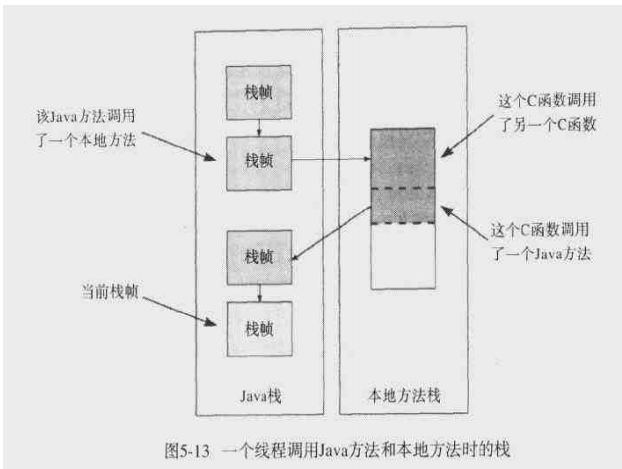 栈帧
该Java方法调用
了一个本地方法
栈帧
这个C函数调用
了另一个C函数
栈帧
这个C函数调用
了一个Java方法
当前栈帧
栈帧
Java栈
本地方法栈
图5-13 一个线程调用Java方法和本地方法时的栈